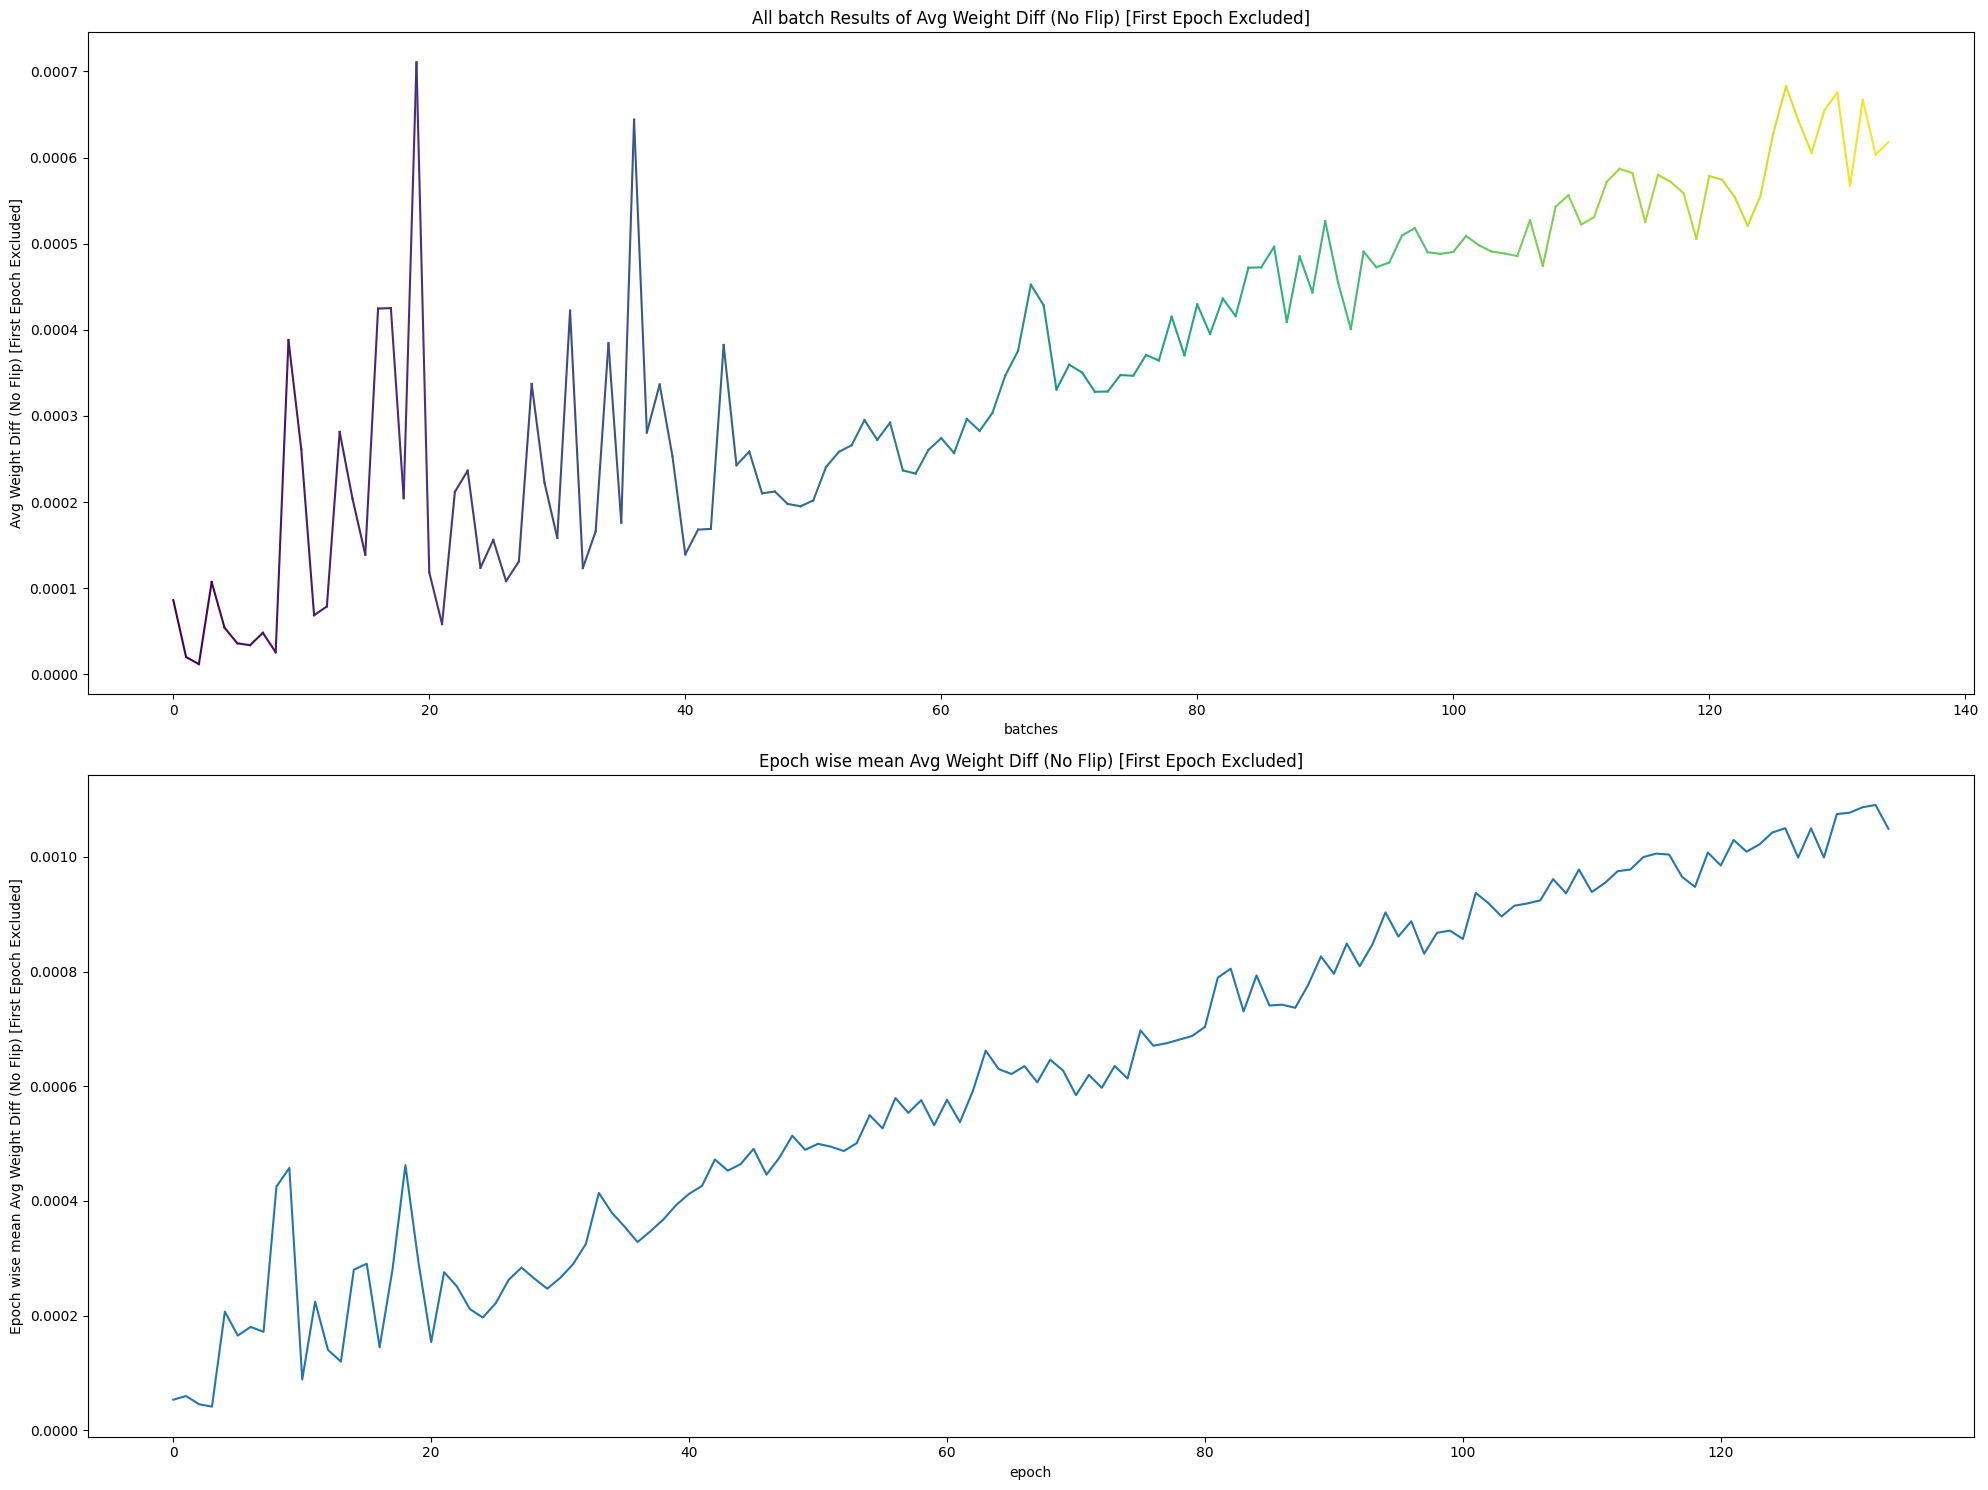 All batch Results of Avg Weight Diff (No Flip) [First Epoch Excluded]
Avg Weight Diff (No Flip) [First Epoch Excluded]
0.0007
0.0006
0.0005
0.0004
0.0003
0.0002
0.0001
0.0000
0 20 40 60 80 100 120 140
batches
Epoch wise mean Avg Weight Diff (No Flip) [First Epoch Excluded]
Epoch wise mean Avg Weight Diff (No Flip) [First Epoch Excluded]
0.0010
0.0008
0.0006
0.0004
0.0002
0.0000
0 20 40 60 80 100 120
epoch